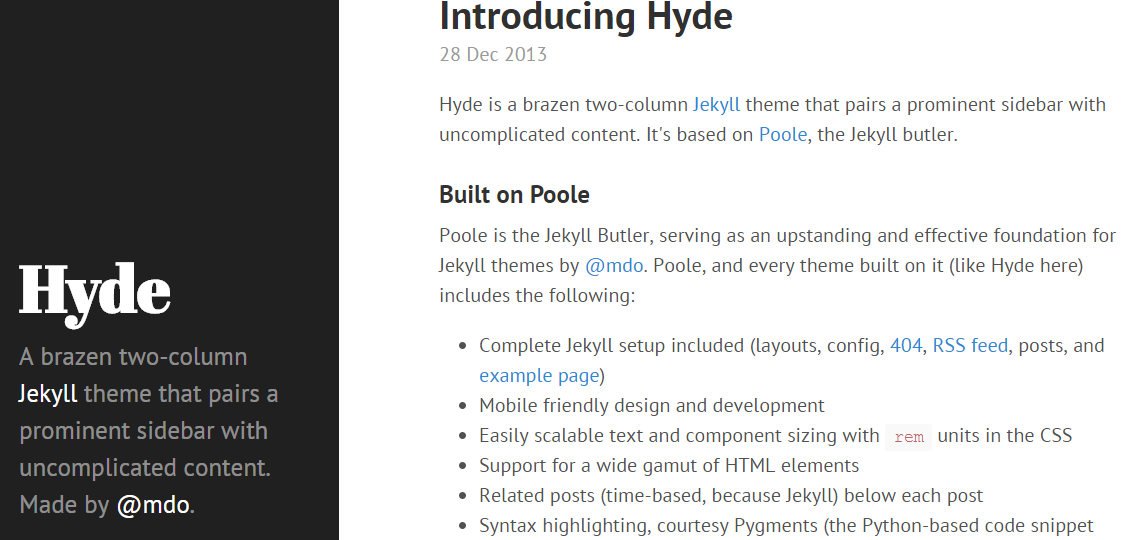 Hyde
A brazen two-column
Jekyll theme that pairs a
prominent sidebar with
uncomplicated content.
Made by @mdo.
Introducing Hyde
28 Dec 2013
Hyde is a brazen two-column Jekyll theme that pairs a prominent sidebar with
uncomplicated content. It's based on Poole, the Jekyll butler.
Built on Poole
Poole is the Jekyll Butler, serving as an upstanding and effective foundation for
Jekyll themes by @mdo. Poole, and every theme built on it (like Hyde here)
includes the following:
• Complete Jekyll setup included (layouts, config, 404, RSS feed, posts, and
example page)
• Mobile friendly design and development
• Easily scalable text and component sizing with rem units in the CSS
• Support for a wide gamut of HTML elements
• Related posts (time-based, because Jekyll) below each post
• Syntax highlighting, courtesy Pygments (the Python-based code snippet